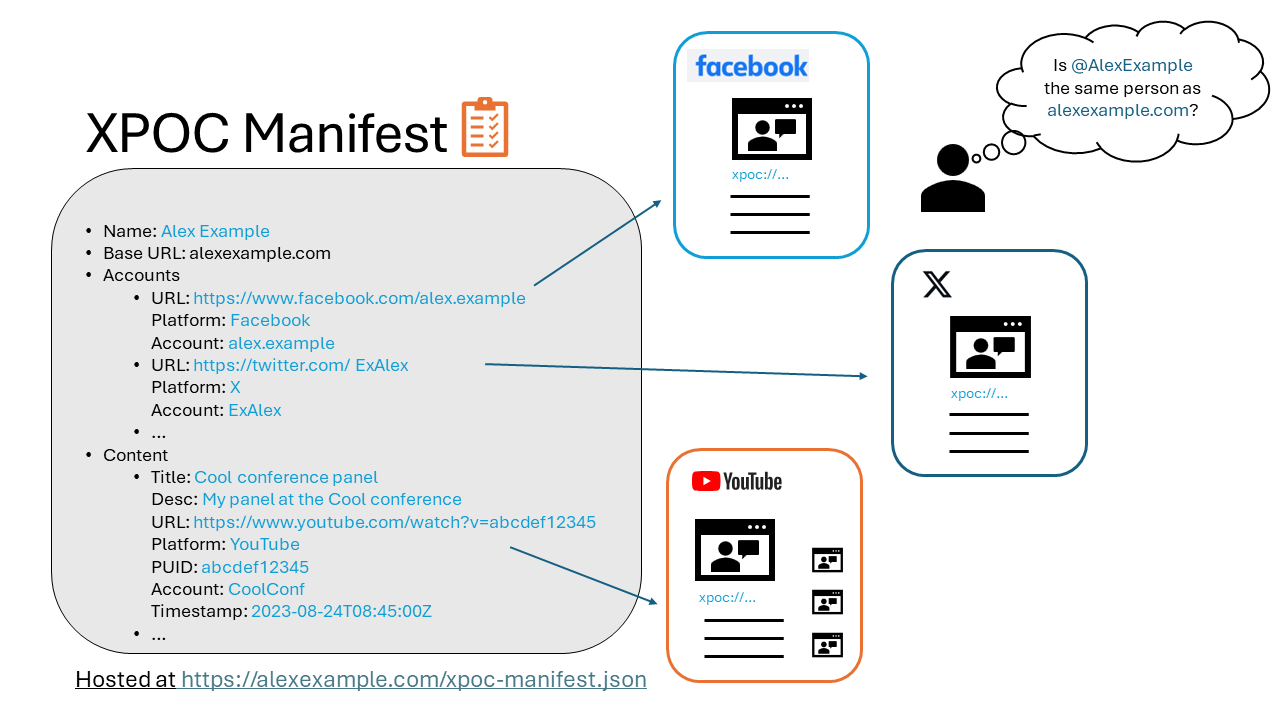 XPOC Manifest
• Name: Alex Example
• Base URL: alexexample.com
• Accounts
• URL: https://www.facebook.com/alex.example
Platform: Facebook
Account: alex.example
• URL: https://twitter.com/ ExAlex
Platform: X
Account: ExAlex
• ...
• Content
• Title: Cool conference panel
Desc: My panel at the Cool conference
URL: https://www.youtube.com/watch?v=abcdef12345
Platform: YouTube
PUID: abcdef12345
Account: CoolConf
Timestamp: 2023-08-24T08:45:00Z
• ...
Hosted at https://alexexample.com/xpoc-manifest.json
facebook
xpoc://...
Is @AlexExample
the same person as
alexexample.com?
X
xpoc://...
YouTube
xpoc://...